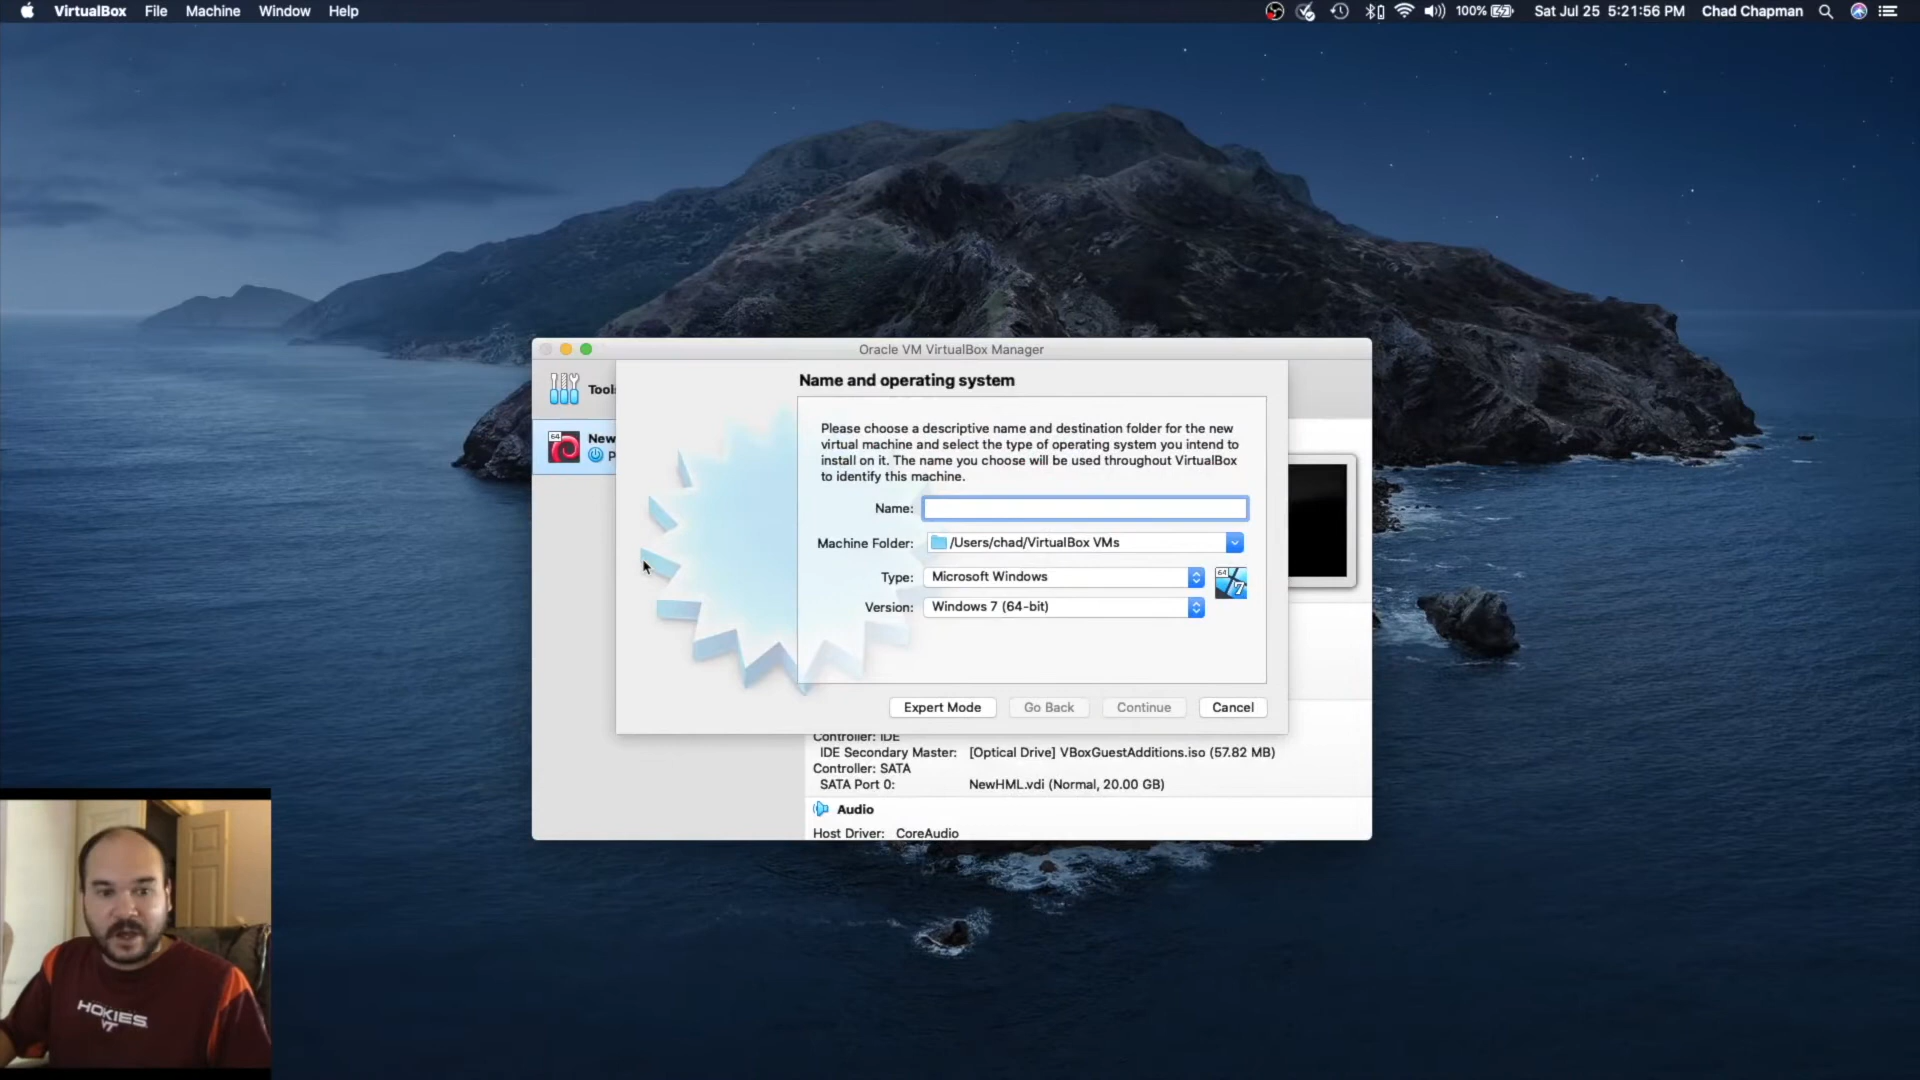 VirtualBox File Machine Window Help
100% Sat Jul 25 5:21:56 PM Chad Chapman
Oracle VM VirtualBox Manager
Tools
64
New
P
Name and operating system
Please choose a descriptive name and destination folder for the new
virtual machine and select the type of operating system you intend to
install on it. The name you choose will be used throughout VirtualBox
to identify this machine.
Name:
Machine Folder: /Users/chad/VirtualBox VMs
Type: Microsoft Windows
64
7
Version: Windows 7 (64-bit)
Expert Mode Go Back Continue Cancel
Controller: IDE
IDE Secondary Master: [Optical Drive] VBoxGuestAdditions.iso (57.82 MB)
Controller: SATA
SATA Port 0: NewHML.vdi (Normal, 20.00 GB)
Audio
Host Driver: CoreAudio
HOKIES
VT